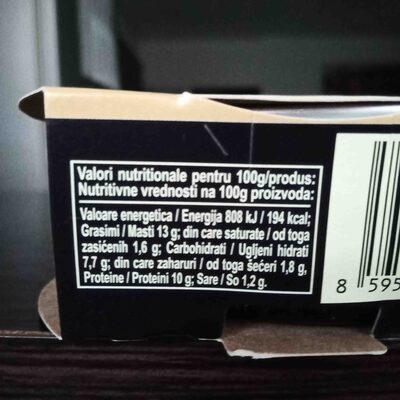 Valori nutritionale pentru 100g/produs:
Nutritivne vrednosti na 100g proizvoda:
Valoare energetica / Energija 808 kJ / 194 kcal;
Grasimi / Masti 13 g; din care saturate / od toga
zasićenih 1,6 g; Carbohidrati / Ugljeni hidrati
7,7 g; din care zaharuri / od toga šećeri 1,8 g,
Proteine / Proteini 10 g; Sare / So 1,2 g.
8 595